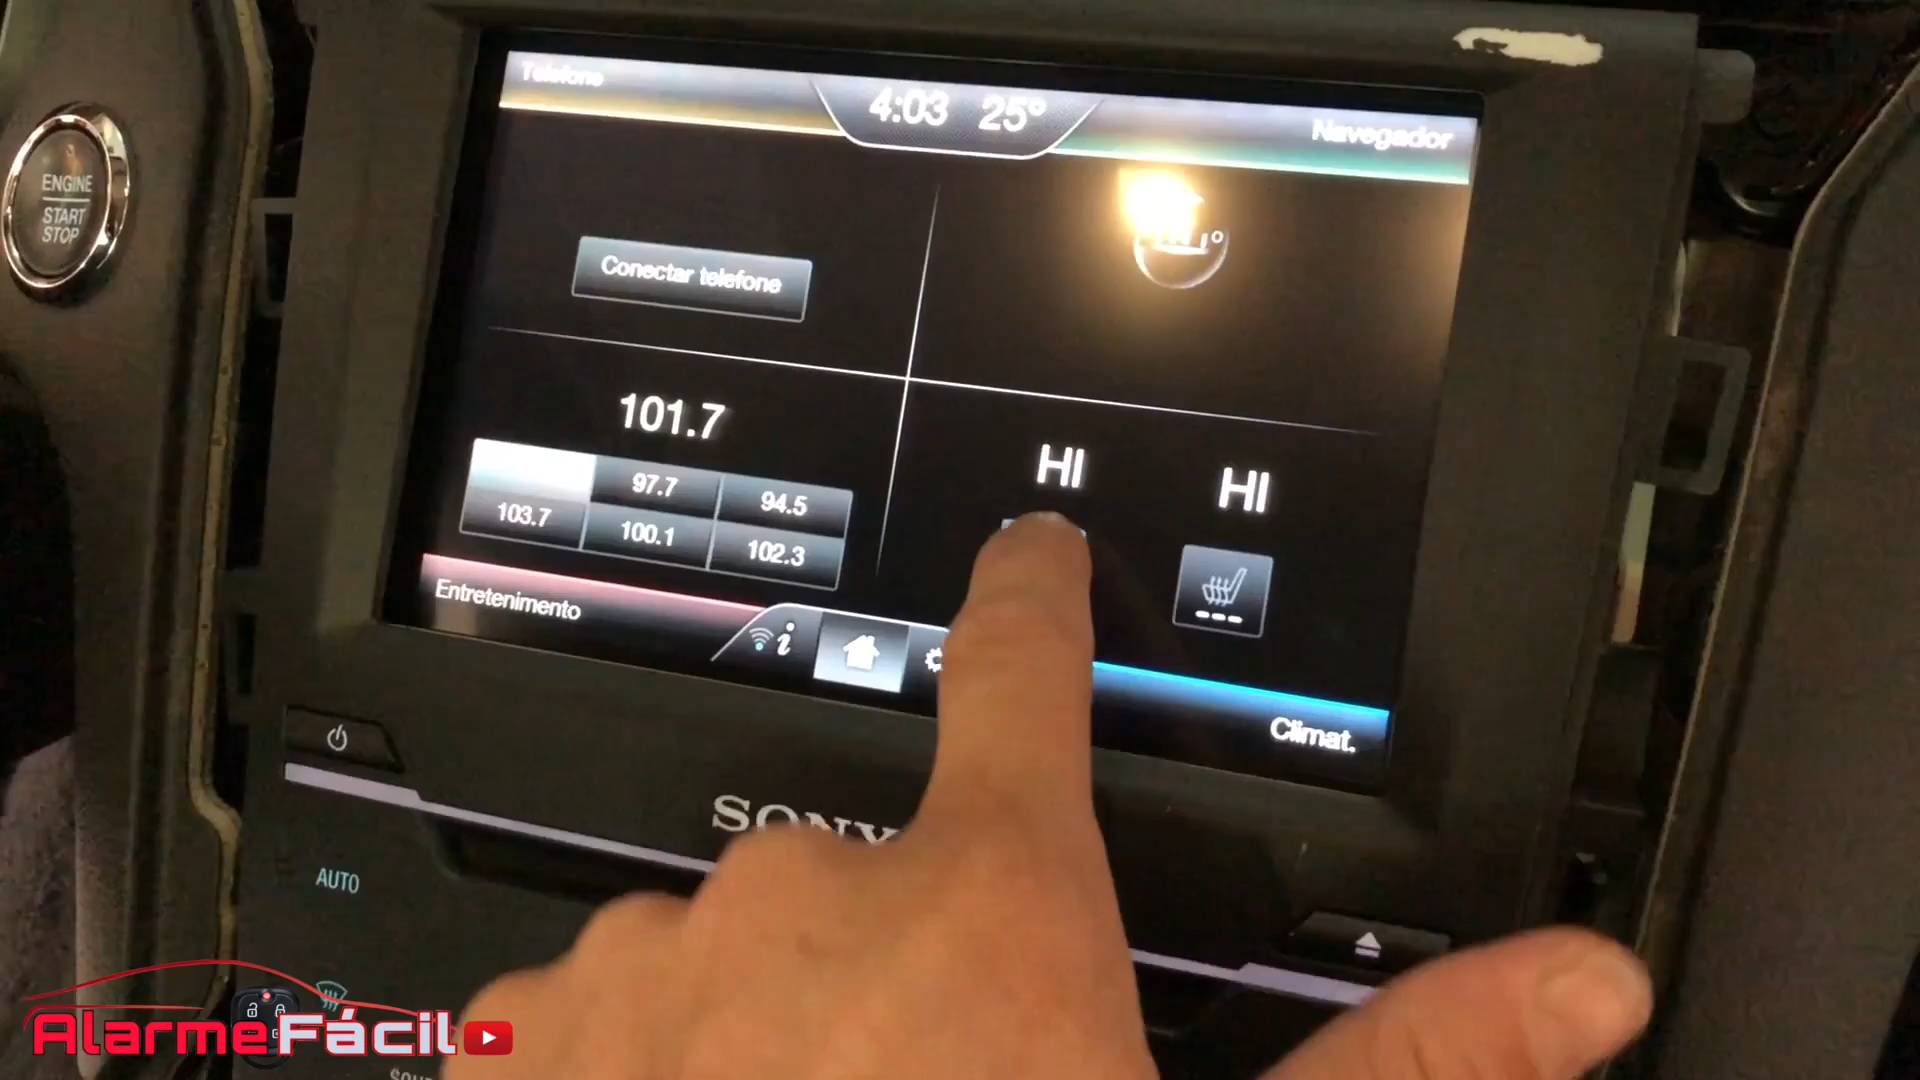 Telefone
4:03 25°
Navegador
ENGINE
START
STOP
Conectar telefone
101.7
97.7
94.5
103.7
100.1
102.3
HI
HI
Entretenimento
i
Climat.
SONY
AUTO
AlarmeFácil